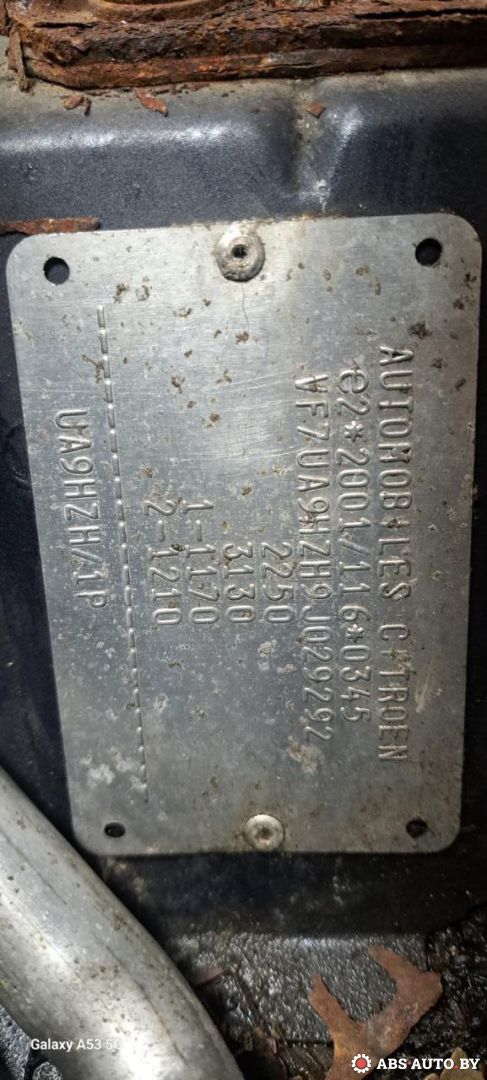 AUTOMOBILES CITROEN
e2*2001/116*0345
VF7UA9HZH9J029292
2250
3130
1-1170
2-1210
UA9HZH/1P
Galaxy A53 5G
ABS-AUTO.BY